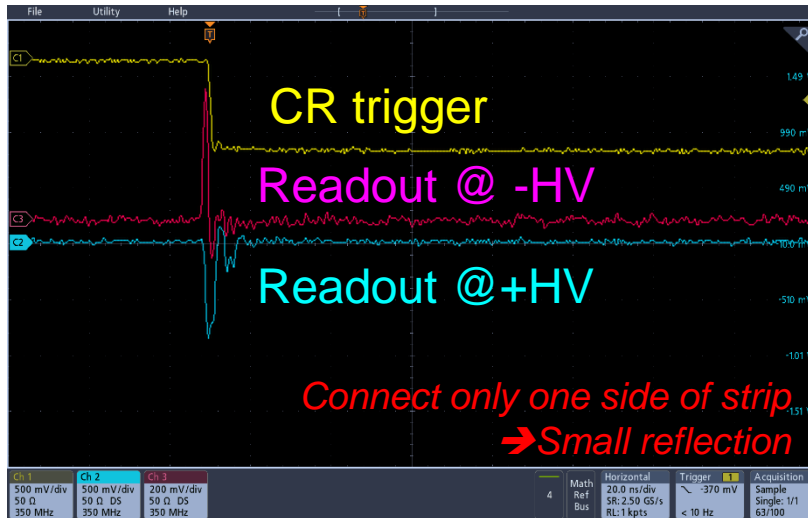 File Utility Help
T
C1
1.49
CR trigger
990 m
Readout @ -HV
490 m
C3
C2
10.0 m
Readout @+HV
-510 m
-1.01
Connect only one side of strip
-1.51
➔Small reflection
Ch 1 Ch 2 Ch 3 Horizontal Trigger 1 Acquisition
500 mV/div 500 mV/div 200 mV/div 4 Math 20.0 ns/div -370 mV Sample
50 Ω 50 Ω DS 50 Ω DS Ref SR: 2.50 GS/s Single: 1/1
350 MHz 350 MHz 350 MHz Bus RL: 1 kpts < 10 Hz 63/100